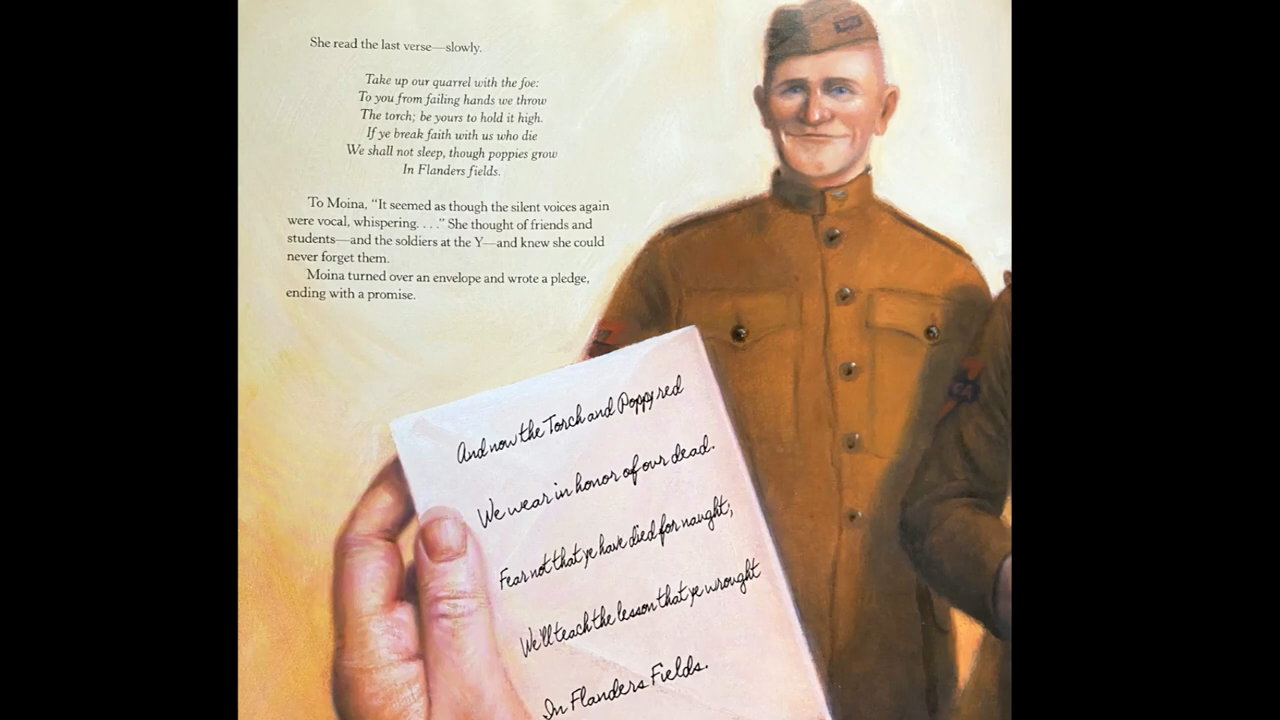 She read the last verse—slowly.
Take up our quarrel with the foe:
To you from failing hands we throw
The torch; be yours to hold it high.
If ye break faith with us who die
We shall not sleep, though poppies grow
In Flanders fields.
To Moina, “It seemed as though the silent voices again
were vocal, whispering. . . .” She thought of friends and
students—and the soldiers at the Y—and knew she could
never forget them.
Moina turned over an envelope and wrote a pledge,
ending with a promise.
And now the Torch and Poppy red
We wear in honor of our dead.
Fear not that ye have died for naught;
We'll teach the lesson that ye wrought
In Flanders Fields.